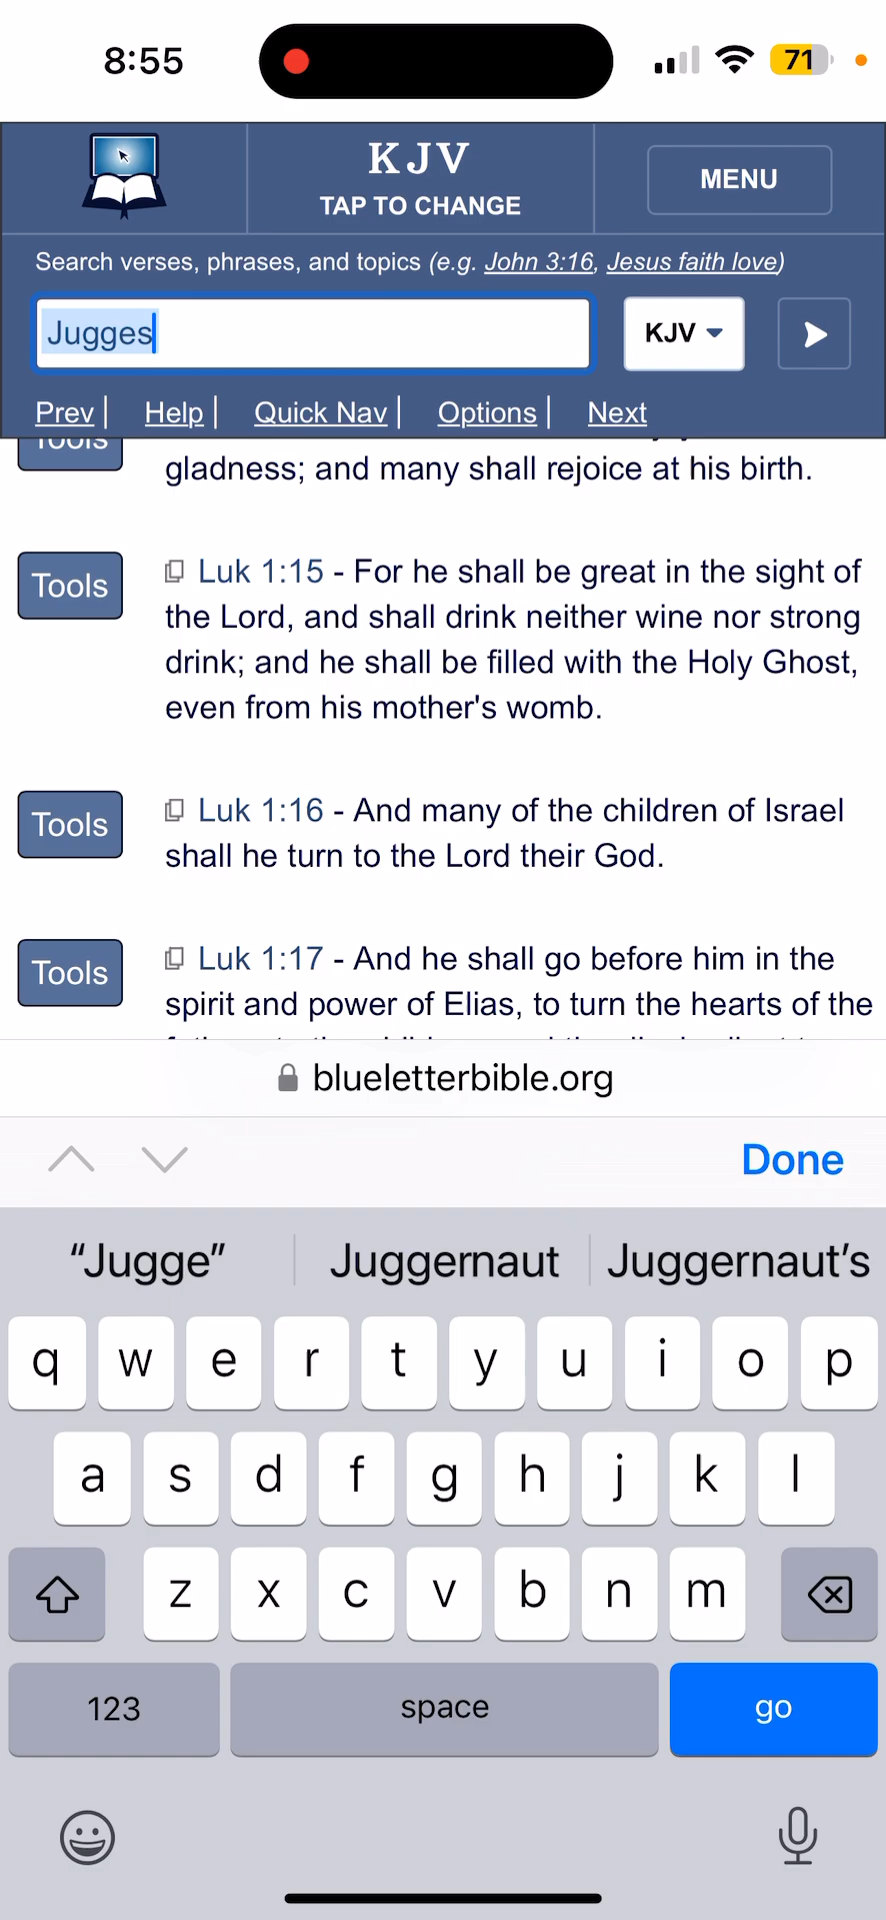 8:55
71
KJV
TAP TO CHANGE
MENU
Search verses, phrases, and topics (e.g. John 3:16, Jesus faith love)
Jugges
KJV
Prev | Help | Quick Nav | Options | Next
Tools
gladness; and many shall rejoice at his birth.
Tools
Luk 1:15 - For he shall be great in the sight of
the Lord, and shall drink neither wine nor strong
drink; and he shall be filled with the Holy Ghost,
even from his mother's womb.
Tools
Luk 1:16 - And many of the children of Israel
shall he turn to the Lord their God.
Tools
Luk 1:17 - And he shall go before him in the
spirit and power of Elias, to turn the hearts of the
blueletterbible.org
Done
“Jugge” Juggernaut Juggernaut’s
q w e r t y u i o p
a s d f g h j k l
z x c v b n m
123 space go